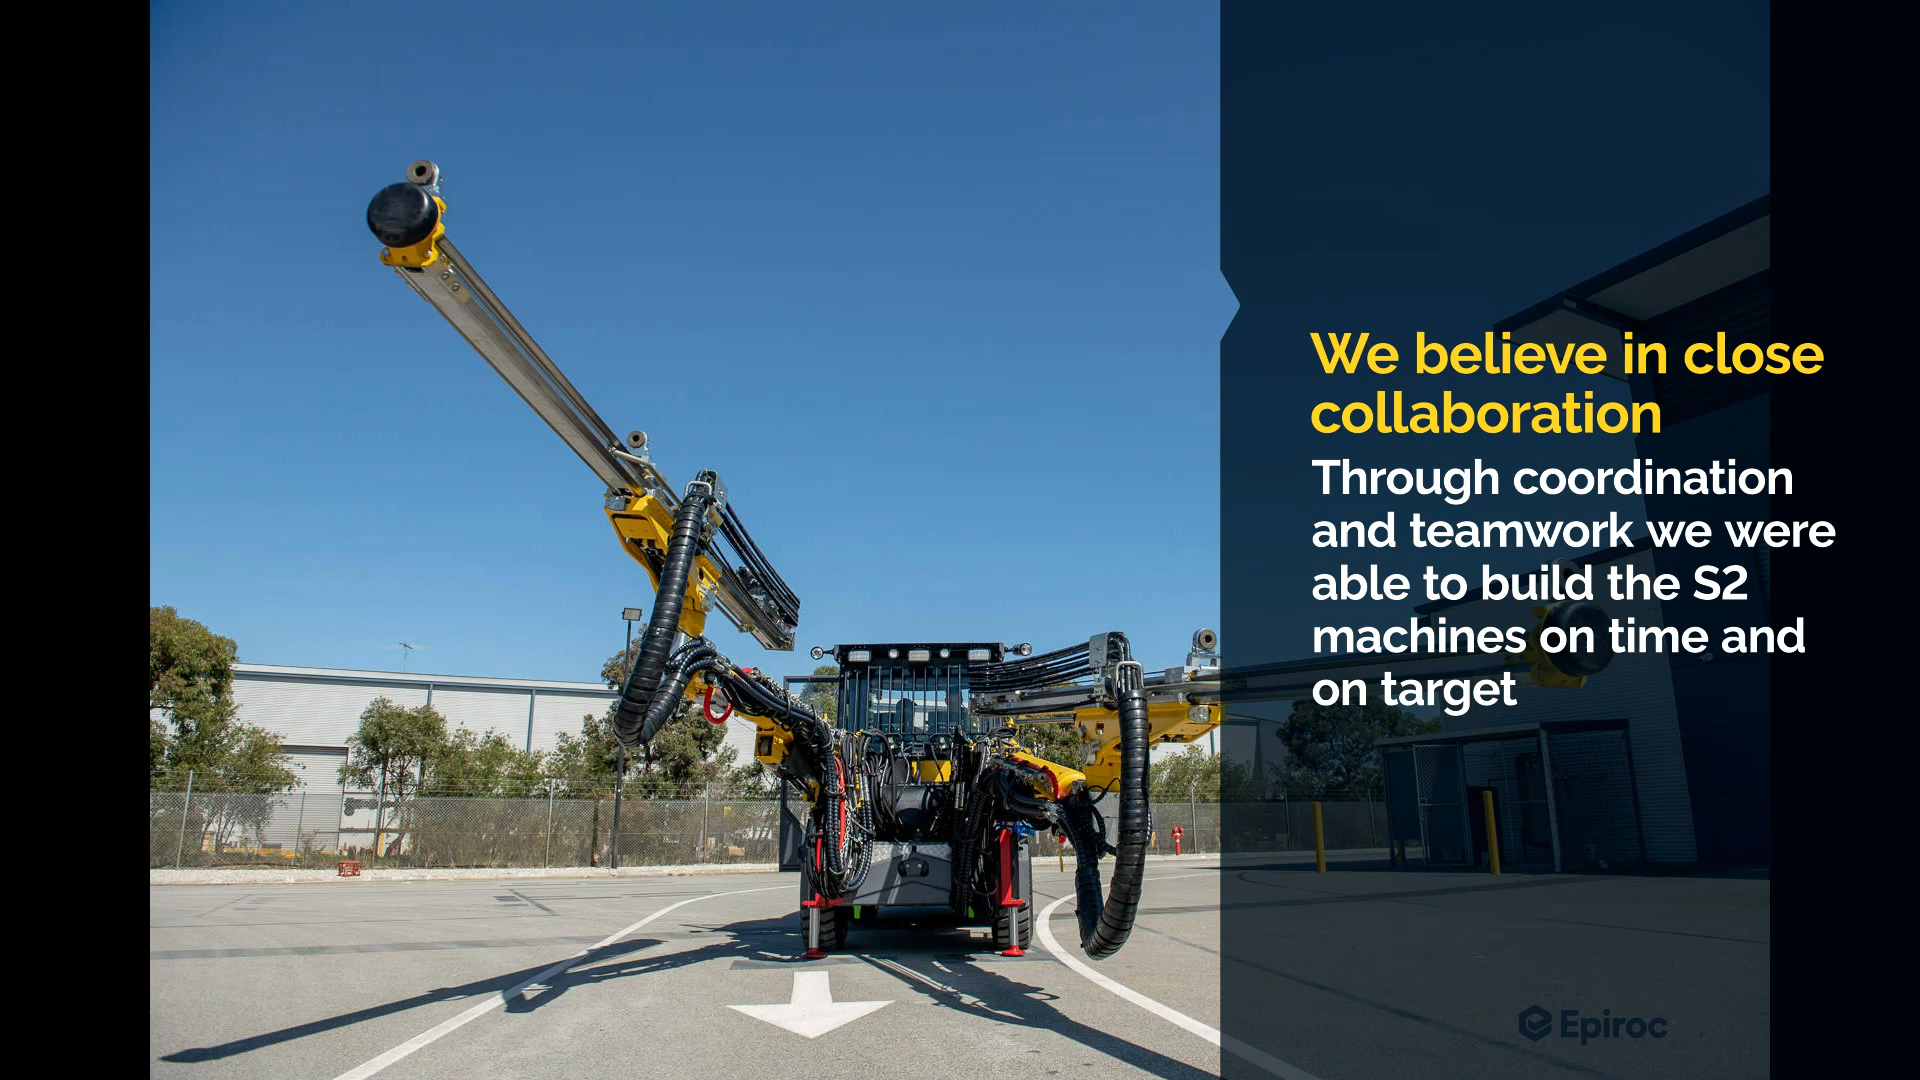 We believe in close
collaboration
Through coordination
and teamwork we were
able to build the S2
machines on time and
on target
Epiroc